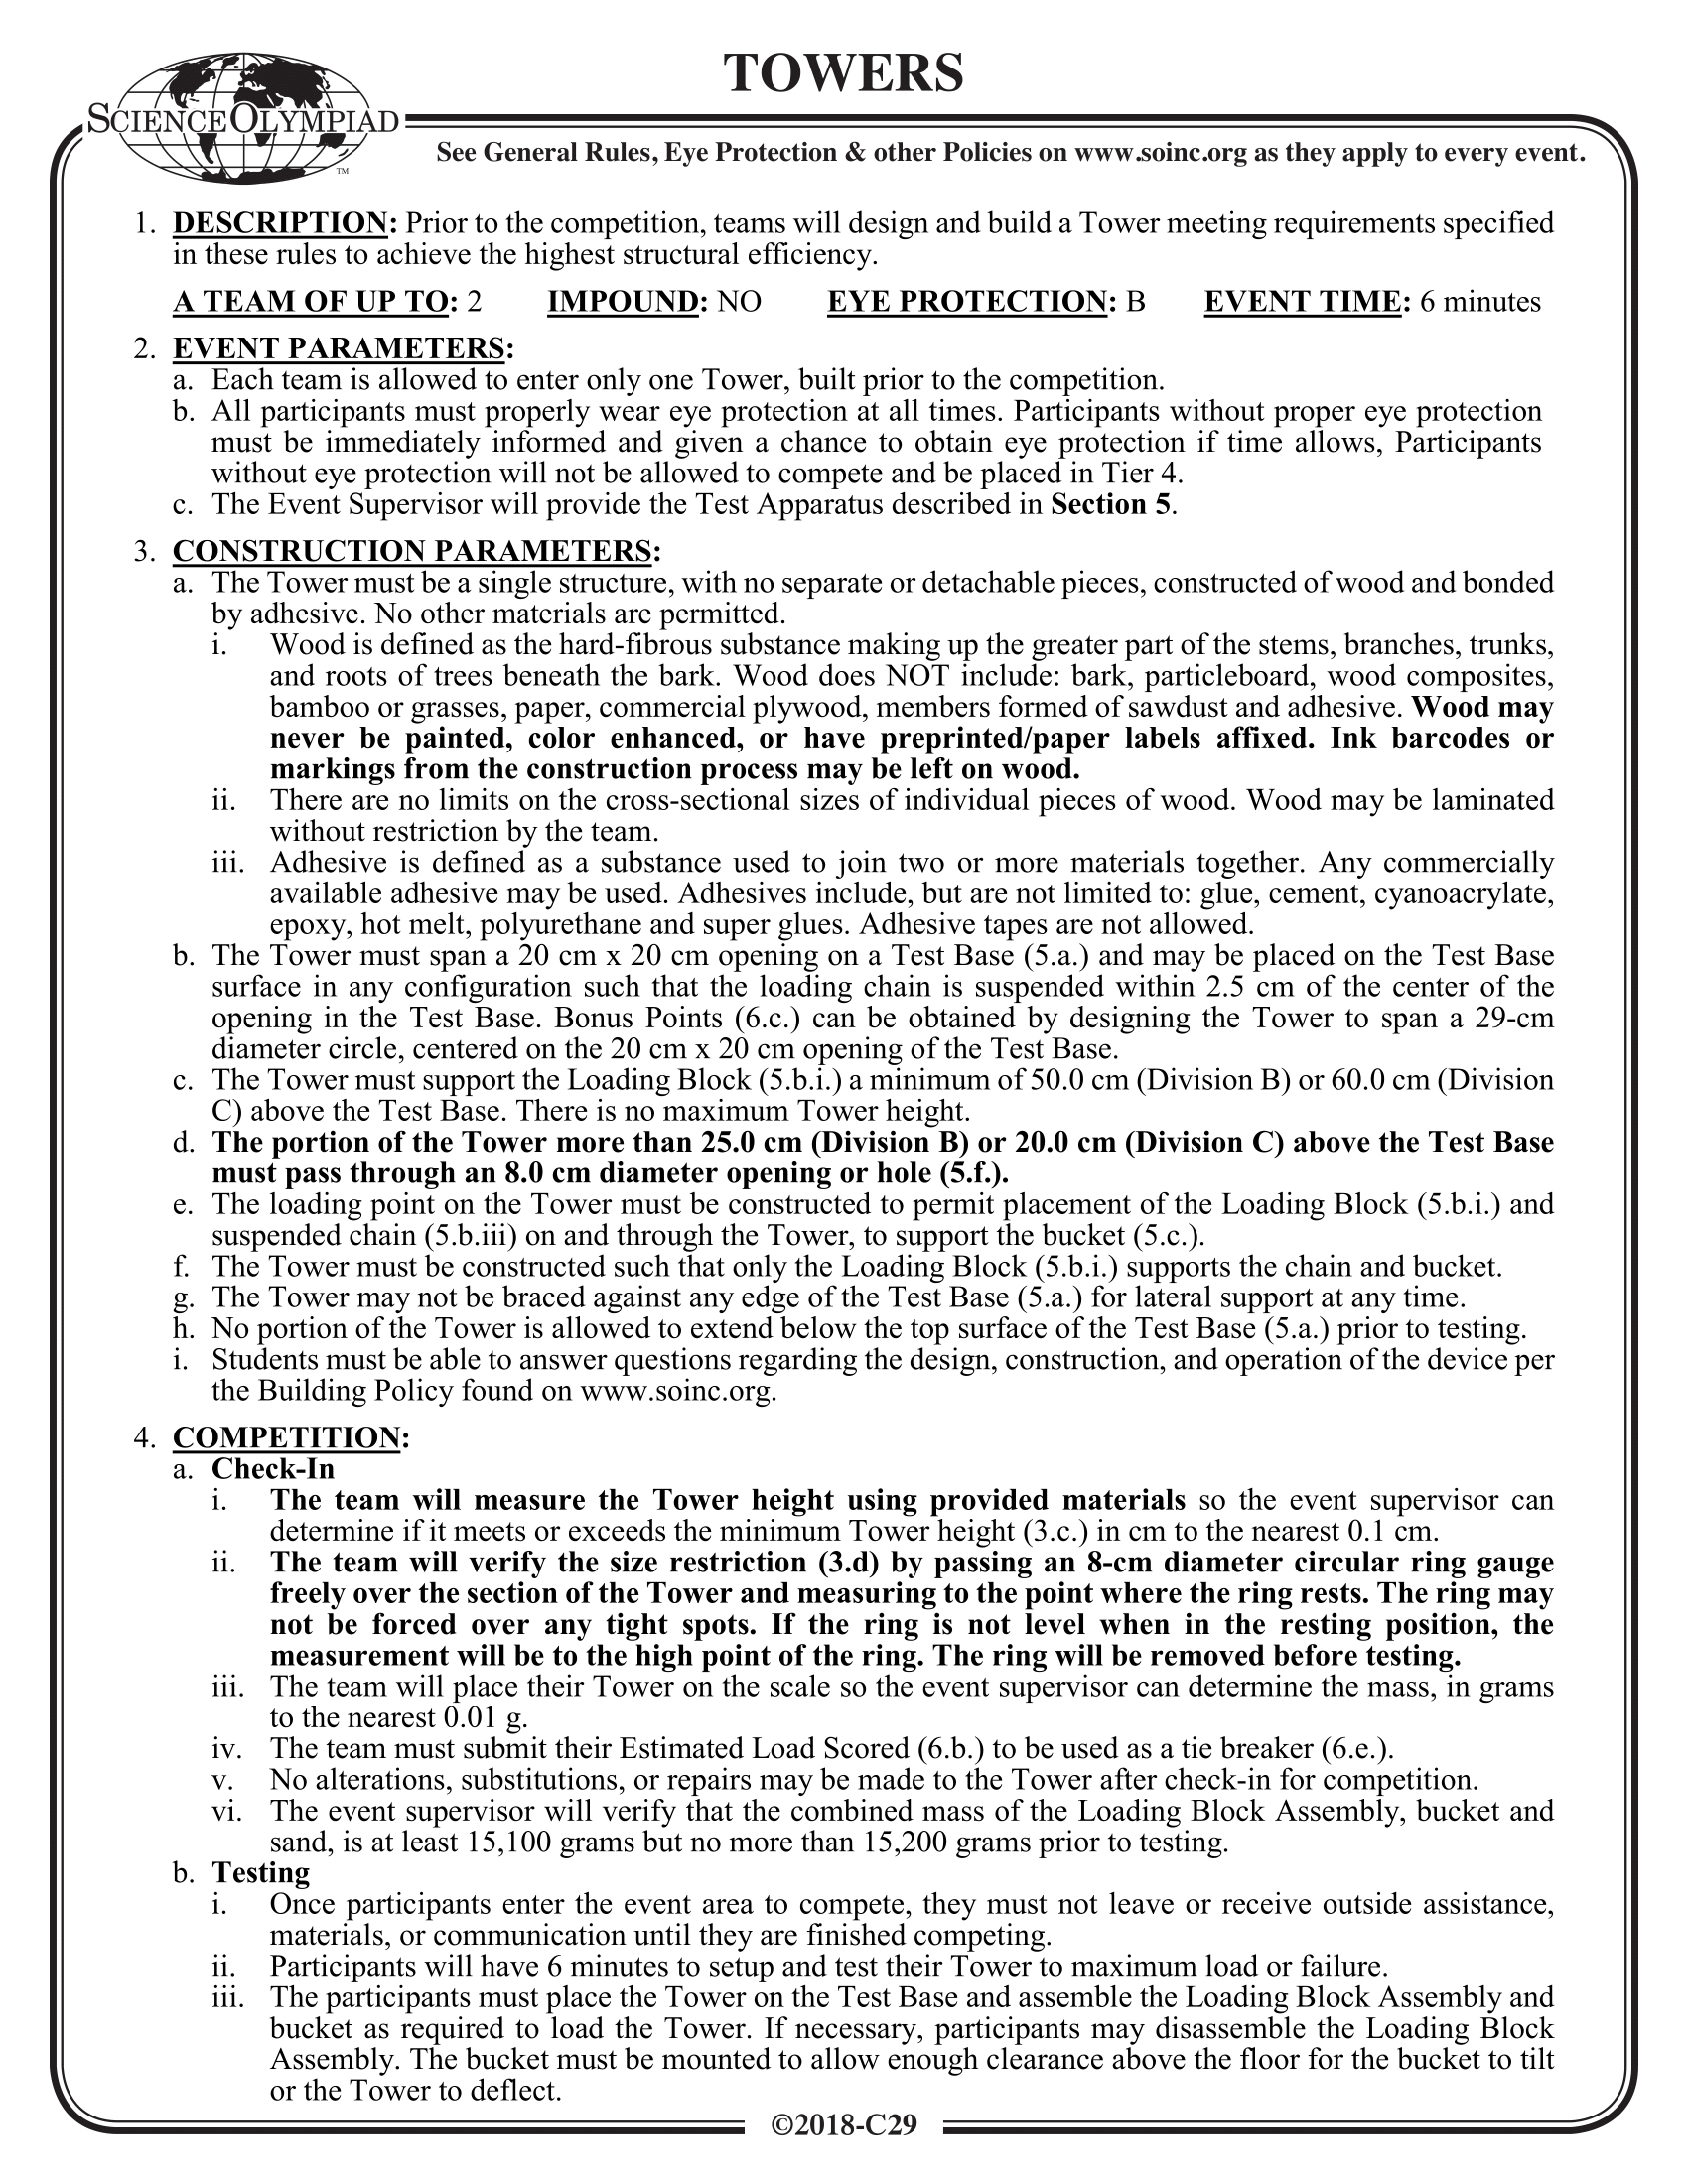 TOWERS
SCIENCE OLYMPIAD
TM
See General Rules, Eye Protection & other Policies on www.soinc.org as they apply to every event.
1. DESCRIPTION: Prior to the competition, teams will design and build a Tower meeting requirements specified
in these rules to achieve the highest structural efficiency.
A TEAM OF UP TO: 2 IMPOUND: NO EYE PROTECTION: B EVENT TIME: 6 minutes
2. EVENT PARAMETERS:
a. Each team is allowed to enter only one Tower, built prior to the competition.
b. All participants must properly wear eye protection at all times. Participants without proper eye protection
must be immediately informed and given a chance to obtain eye protection if time allows, Participants
without eye protection will not be allowed to compete and be placed in Tier 4.
c. The Event Supervisor will provide the Test Apparatus described in Section 5.
3. CONSTRUCTION PARAMETERS:
a. The Tower must be a single structure, with no separate or detachable pieces, constructed of wood and bonded
by adhesive. No other materials are permitted.
i. Wood is defined as the hard-fibrous substance making up the greater part of the stems, branches, trunks,
and roots of trees beneath the bark. Wood does NOT include: bark, particleboard, wood composites,
bamboo or grasses, paper, commercial plywood, members formed of sawdust and adhesive. Wood may
never be painted, color enhanced, or have preprinted/paper labels affixed. Ink barcodes or
markings from the construction process may be left on wood.
ii. There are no limits on the cross-sectional sizes of individual pieces of wood. Wood may be laminated
without restriction by the team.
iii. Adhesive is defined as a substance used to join two or more materials together. Any commercially
available adhesive may be used. Adhesives include, but are not limited to: glue, cement, cyanoacrylate,
epoxy, hot melt, polyurethane and super glues. Adhesive tapes are not allowed.
b. The Tower must span a 20 cm x 20 cm opening on a Test Base (5.a.) and may be placed on the Test Base
surface in any configuration such that the loading chain is suspended within 2.5 cm of the center of the
opening in the Test Base. Bonus Points (6.c.) can be obtained by designing the Tower to span a 29-cm
diameter circle, centered on the 20 cm x 20 cm opening of the Test Base.
c. The Tower must support the Loading Block (5.b.i.) a minimum of 50.0 cm (Division B) or 60.0 cm (Division
C) above the Test Base. There is no maximum Tower height.
d. The portion of the Tower more than 25.0 cm (Division B) or 20.0 cm (Division C) above the Test Base
must pass through an 8.0 cm diameter opening or hole (5.f.).
e. The loading point on the Tower must be constructed to permit placement of the Loading Block (5.b.i.) and
suspended chain (5.b.iii) on and through the Tower, to support the bucket (5.c.).
f. The Tower must be constructed such that only the Loading Block (5.b.i.) supports the chain and bucket.
g. The Tower may not be braced against any edge of the Test Base (5.a.) for lateral support at any time.
h. No portion of the Tower is allowed to extend below the top surface of the Test Base (5.a.) prior to testing.
i. Students must be able to answer questions regarding the design, construction, and operation of the device per
the Building Policy found on www.soinc.org.
4. COMPETITION:
a. Check-In
i. The team will measure the Tower height using provided materials so the event supervisor can
determine if it meets or exceeds the minimum Tower height (3.c.) in cm to the nearest 0.1 cm.
ii. The team will verify the size restriction (3.d) by passing an 8-cm diameter circular ring gauge
freely over the section of the Tower and measuring to the point where the ring rests. The ring may
not be forced over any tight spots. If the ring is not level when in the resting position, the
measurement will be to the high point of the ring. The ring will be removed before testing.
iii. The team will place their Tower on the scale so the event supervisor can determine the mass, in grams
to the nearest 0.01 g.
iv. The team must submit their Estimated Load Scored (6.b.) to be used as a tie breaker (6.e.).
v. No alterations, substitutions, or repairs may be made to the Tower after check-in for competition.
vi. The event supervisor will verify that the combined mass of the Loading Block Assembly, bucket and
sand, is at least 15,100 grams but no more than 15,200 grams prior to testing.
b. Testing
i. Once participants enter the event area to compete, they must not leave or receive outside assistance,
materials, or communication until they are finished competing.
ii. Participants will have 6 minutes to setup and test their Tower to maximum load or failure.
iii. The participants must place the Tower on the Test Base and assemble the Loading Block Assembly and
bucket as required to load the Tower. If necessary, participants may disassemble the Loading Block
Assembly. The bucket must be mounted to allow enough clearance above the floor for the bucket to tilt
or the Tower to deflect.
©2018-C29